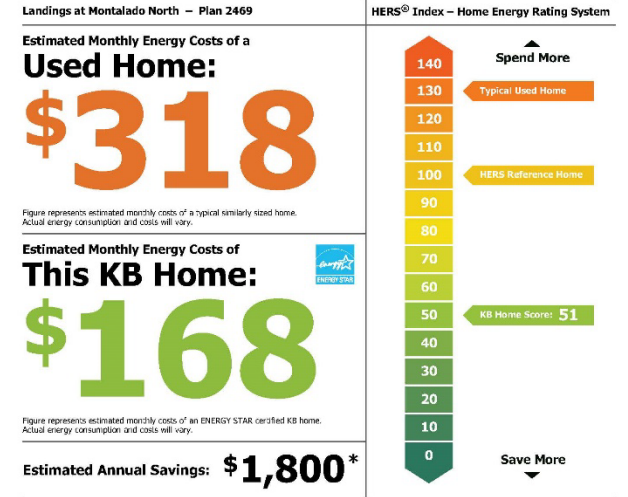 Landings at Montalado North – Plan 2469
Estimated Monthly Energy Costs of a
Used Home:
$318
Figure represents estimated monthly costs of a typical similarly sized home.
Actual energy consumption and costs will vary.
Estimated Monthly Energy Costs of
This KB Home:
energy
ENERGY STAR
$168
Figure represents estimated monthly costs of an ENERGY STAR certified KB home.
Actual energy consumption and costs will vary.
Estimated Annual Savings: $1,800*
HERS® Index – Home Energy Rating System
Spend More
140
130 Typical Used Home
120
110
100 HERS Reference Home
90
80
70
60
50 KB Home Score: 51
40
30
20
10
0
Save More